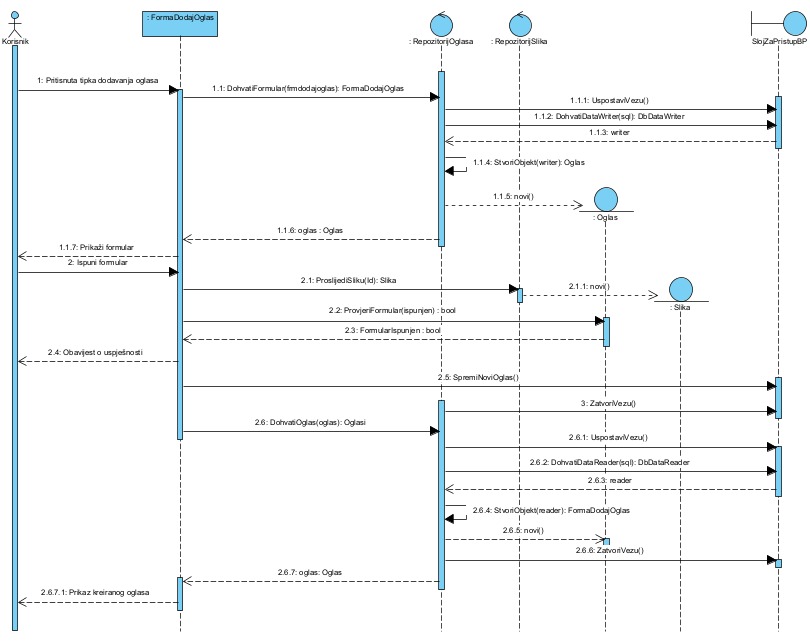 : FormaDodajOglas
Korisnik
: RepozitorijOglasa
: RepozitorijSlika
SlojZaPristupBP
1: Pritisnuta tipka dodavanja oglasa
1.1: DohvatiFormular(frmdodajoglas): FormaDodajOglas
1.1.1: UspostaviVezu()
1.1.2: DohvatiDataWriter(sql): DbDataWriter
1.1.3: writer
1.1.4: StvoriObjekt(writer): Oglas
1.1.5: novi()
: Oglas
1.1.6: oglas : Oglas
1.1.7: Prikaži formular
2: Ispuni formular
2.1: ProslijediSliku(Id): Slika
2.1.1: novi()
: Slika
2.2: ProvjeriFormular(ispunjen) : bool
2.3: FormularIspunjen : bool
2.4: Obavijest o uspješnosti
2.5: SpremiNoviOglas()
3: ZatvoriVezu()
2.6: DohvatiOglas(oglas): Oglasi
2.6.1: UspostaviVezu()
2.6.2: DohvatiDataReader(sql): DbDataReader
2.6.3: reader
2.6.4: StvoriObjekt(reader): FormaDodajOglas
2.6.5: novi()
2.6.6: ZatvoriVezu()
2.6.7: oglas: Oglas
2.6.7.1: Prikaz kreiranog oglasa